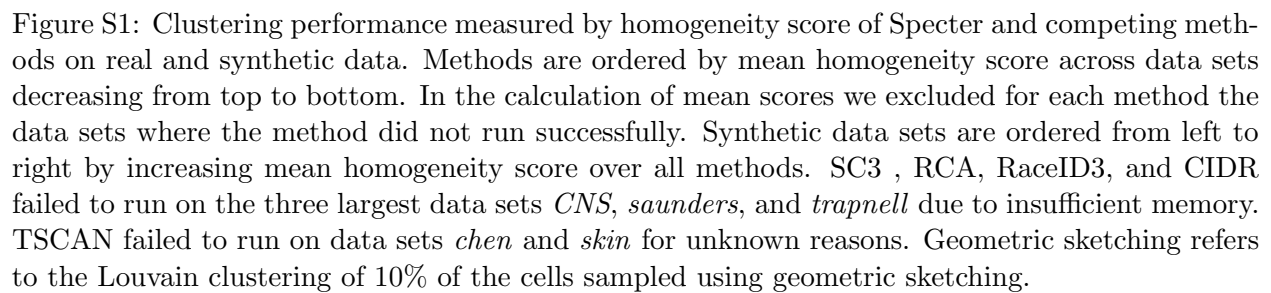 Figure S1: Clustering performance measured by homogeneity score of Specter and competing meth-
ods on real and synthetic data. Methods are ordered by mean homogeneity score across data sets
decreasing from top to bottom. In the calculation of mean scores we excluded for each method the
data sets where the method did not run successfully. Synthetic data sets are ordered from left to
right by increasing mean homogeneity score over all methods. SC3 , RCA, RaceID3, and CIDR
failed to run on the three largest data sets CNS, saunders, and trapnell due to insufficient memory.
TSCAN failed to run on data sets chen and skin for unknown reasons. Geometric sketching refers
to the Louvain clustering of 10% of the cells sampled using geometric sketching.